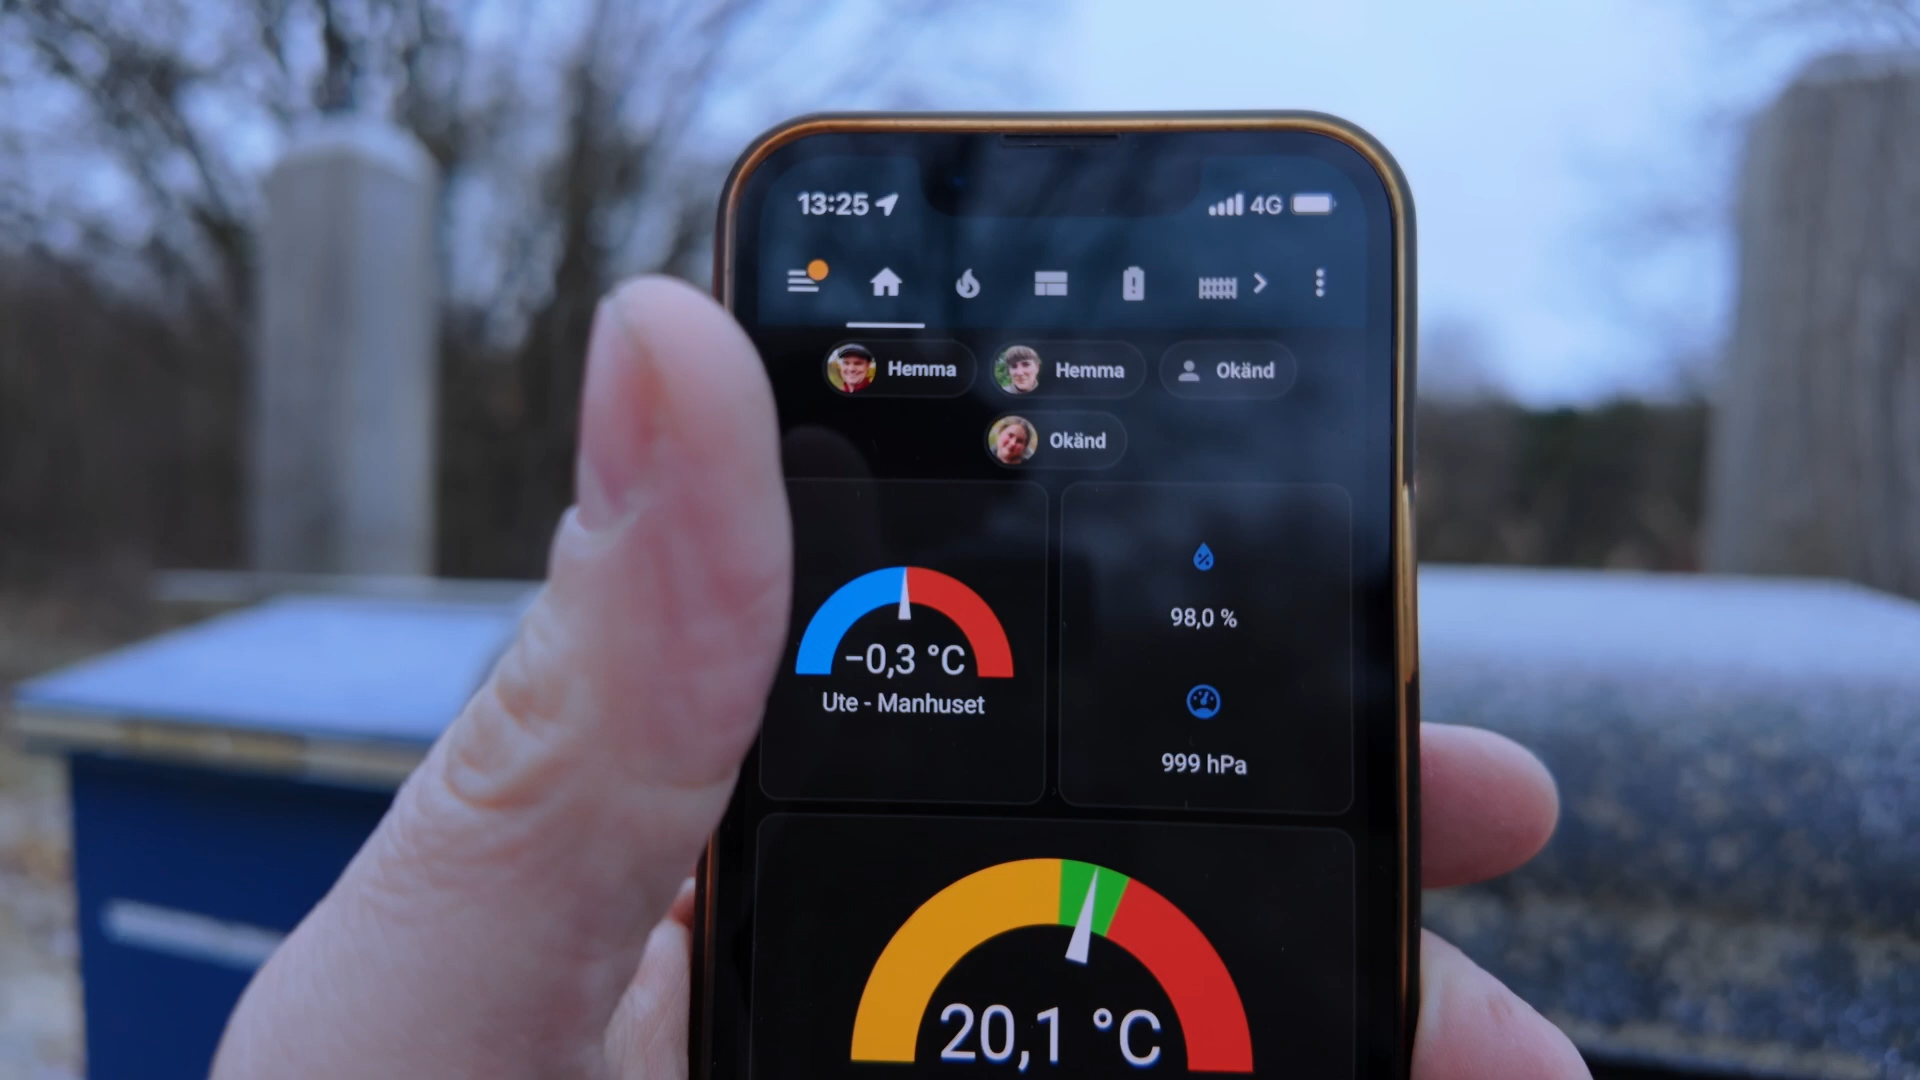 13:25 4G
Hemma Hemma Okänd
Okänd
98,0 %
−0,3 °C
Ute - Manhuset
999 hPa
20,1 °C